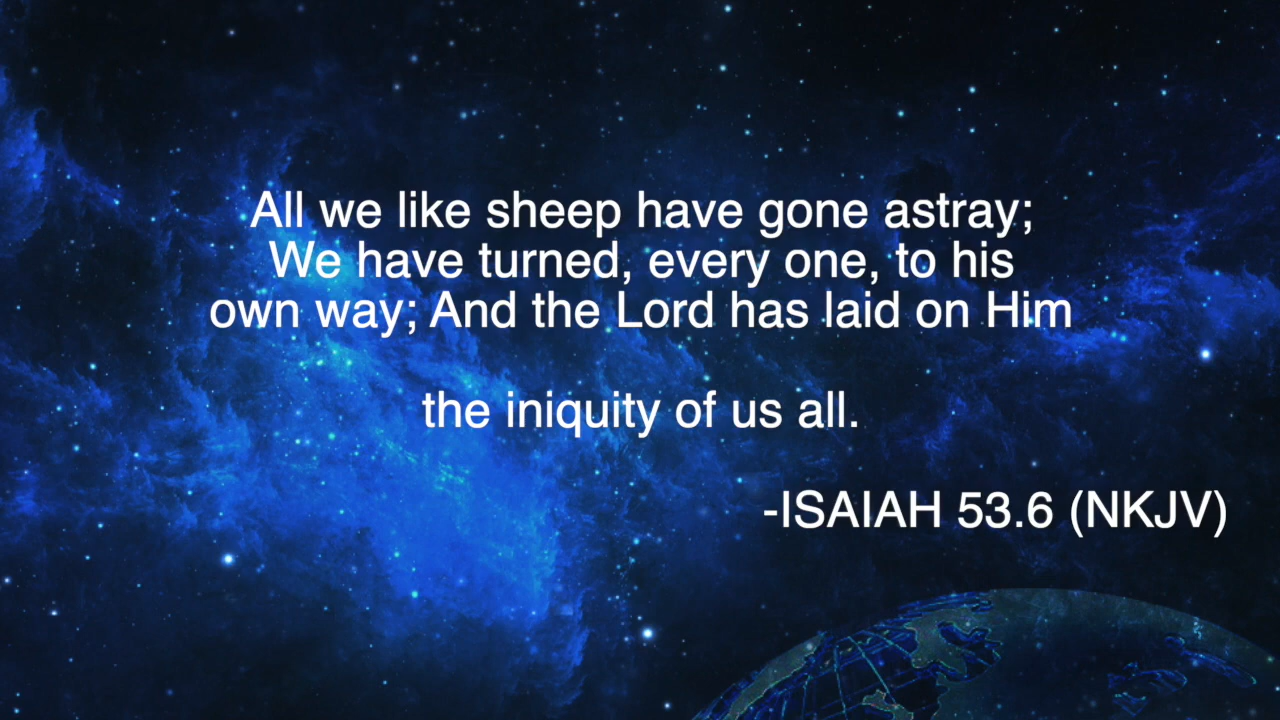 All we like sheep have gone astray;
We have turned, every one, to his
own way; And the Lord has laid on Him
the iniquity of us all.
-ISAIAH 53.6 (NKJV)